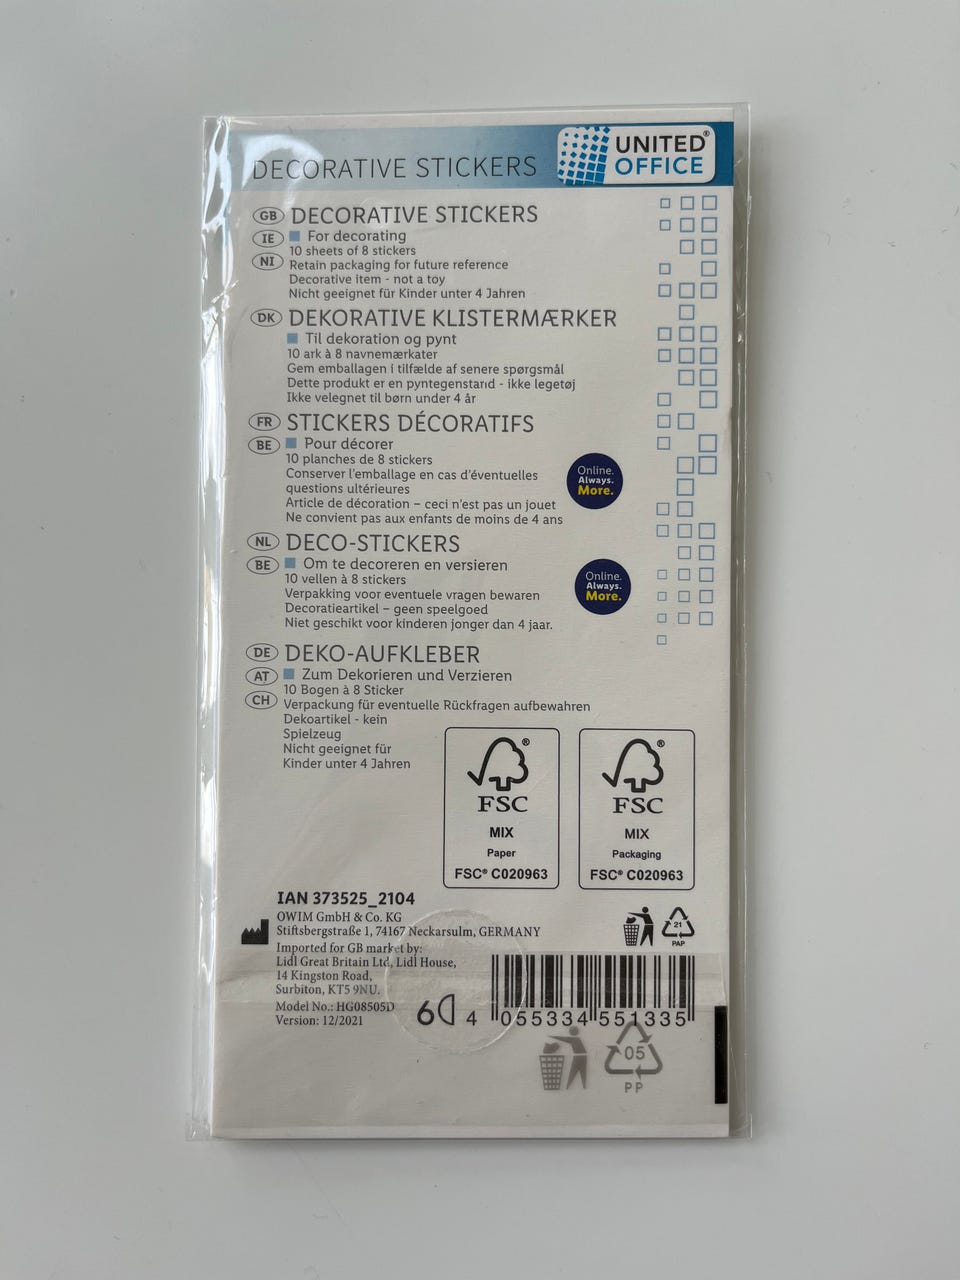 DECORATIVE STICKERS
UNITED®
OFFICE
GB DECORATIVE STICKERS
IE For decorating
10 sheets of 8 stickers
NI Retain packaging for future reference
Decorative item - not a toy
Nicht geeignet für Kinder unter 4 Jahren
DK DEKORATIVE KLISTERMÆRKER
Til dekoration og pynt
10 ark à 8 navnemærkater
Gem emballagen i tilfælde af senere spørgsmål
Dette produkt er en pyntegenstand - ikke legetøj
Ikke velegnet til børn under 4 år
FR STICKERS DÉCORATIFS
BE Pour décorer
10 planches de 8 stickers
Conserver l'emballage en cas d'éventuelles
questions ultérieures
Article de décoration – ceci n'est pas un jouet
Ne convient pas aux enfants de moins de 4 ans
Online.
Always.
More.
NL DECO-STICKERS
BE Om te decoreren en versieren
10 vellen à 8 stickers
Verpakking voor eventuele vragen bewaren
Decoratieartikel – geen speelgoed
Niet geschikt voor kinderen jonger dan 4 jaar.
Online.
Always.
More.
DE DEKO-AUFKLEBER
AT Zum Dekorieren und Verzieren
10 Bogen à 8 Sticker
CH Verpackung für eventuelle Rückfragen aufbewahren
Dekoartikel - kein
Spielzeug
Nicht geeignet für
Kinder unter 4 Jahren
®
FSC
MIX
Paper
FSC® C020963
®
FSC
MIX
Packaging
FSC® C020963
IAN 373525_2104
OWIM GmbH & Co. KG
Stiftsbergstraße 1, 74167 Neckarsulm, GERMANY
Imported for GB market by:
Lidl Great Britain Ltd, Lidl House,
14 Kingston Road,
Surbiton, KT5 9NU.
Model No.: HG08505D
Version: 12/2021
21
PAP
6
4 055334 551335
05
PP